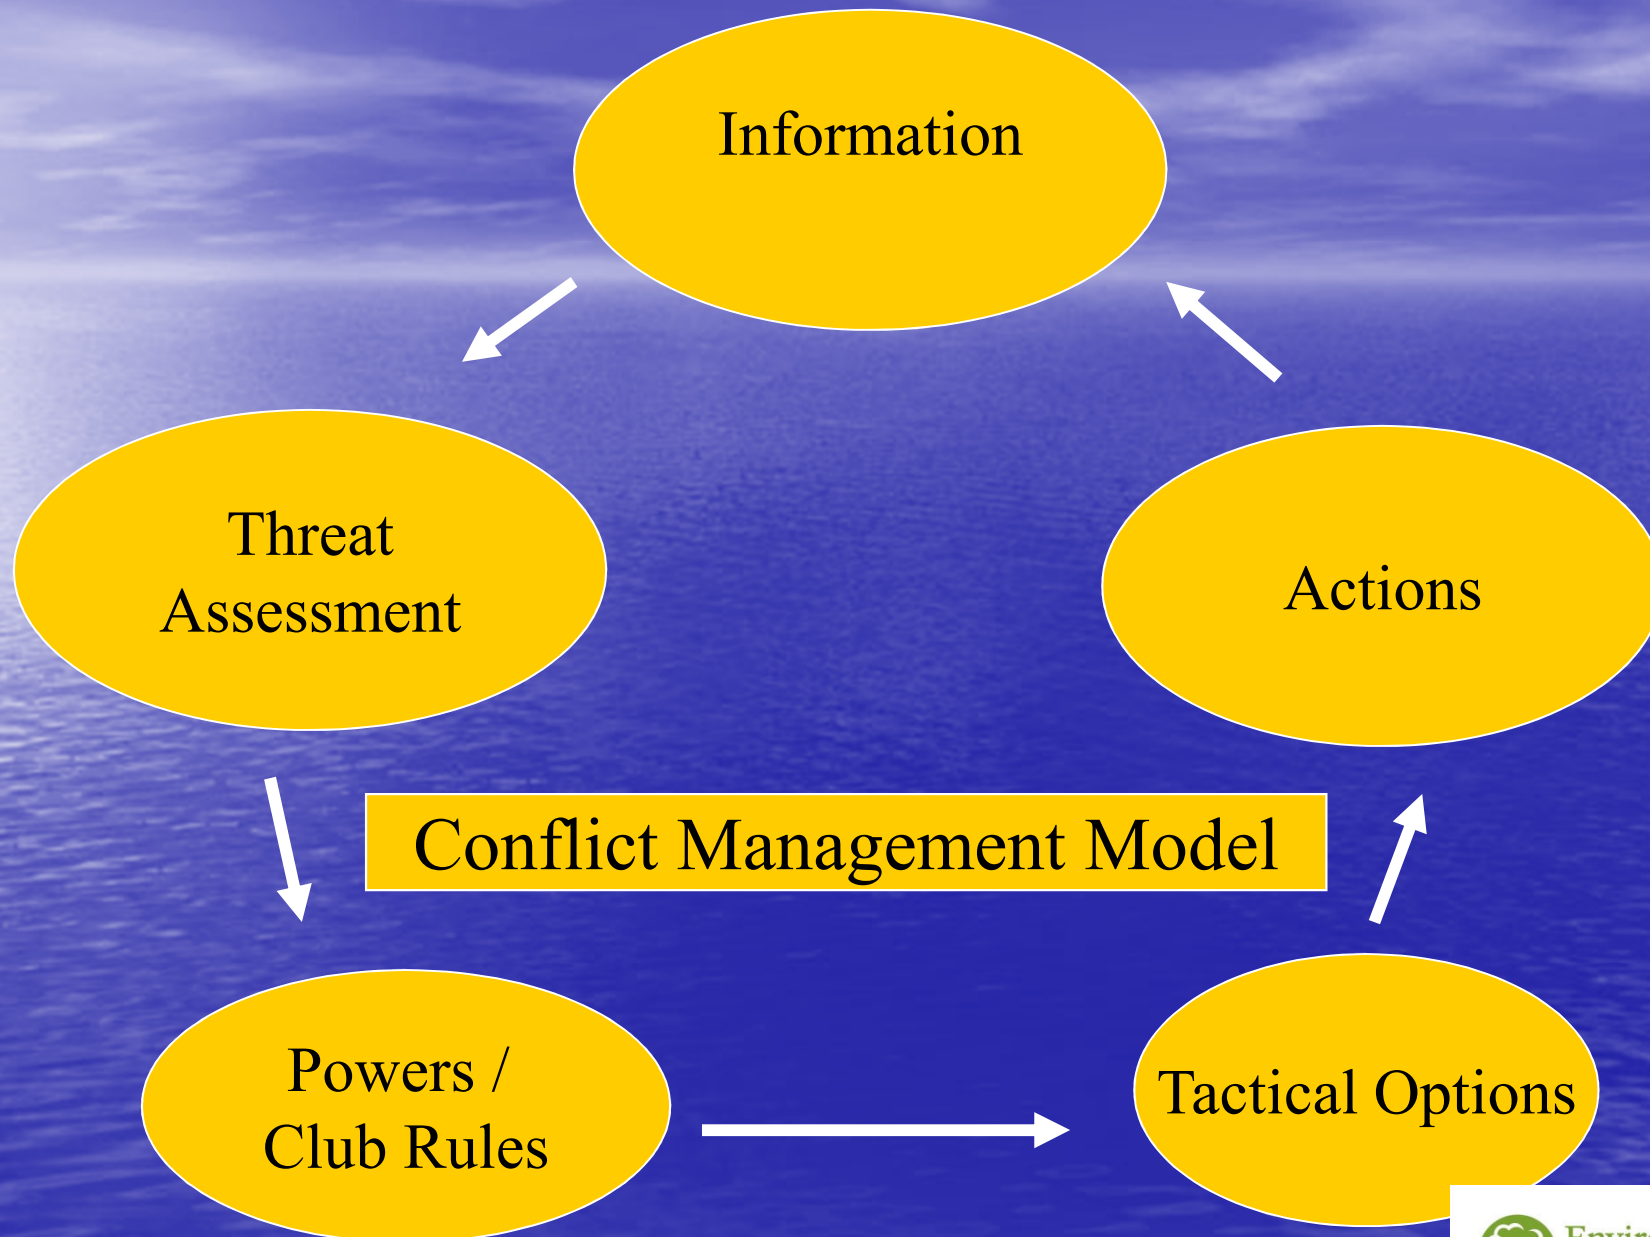 Information
Threat
Assessment
Actions
Conflict Management Model
Powers /
Club Rules
Tactical Options